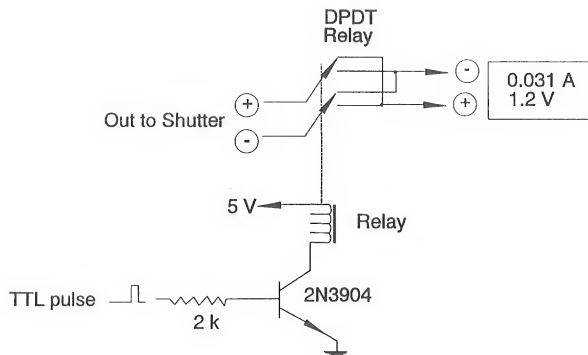 DPDT
Relay
-
0.031 A
1.2 V
+
+
Out to Shutter
-
5 V
Relay
TTL pulse
2N3904
2 k